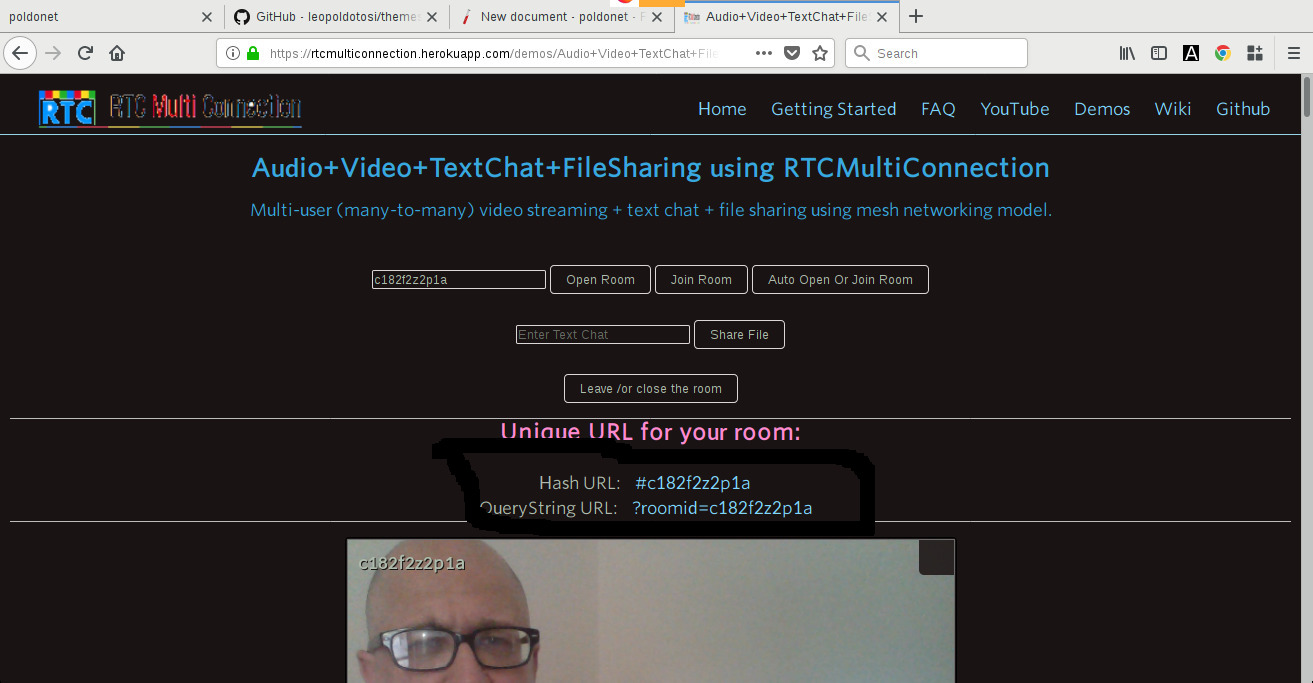 poldonet
GitHub - leopoldotosi/theme
New document - poldonet -
Audio+Video+TextChat+File
https://rtcmulticonnection.herokuapp.com/demos/Audio+Video+TextChat+File
Search
RTC RTC Multi Connection
Home Getting Started FAQ YouTube Demos Wiki Github
Audio+Video+TextChat+FileSharing using RTCMultiConnection
Multi-user (many-to-many) video streaming + text chat + file sharing using mesh networking model.
c182f2z2p1a Open Room Join Room Auto Open Or Join Room
Enter Text Chat Share File
Leave /or close the room
Unique URL for your room:
Hash URL: #c182f2z2p1a
QueryString URL: ?roomid=c182f2z2p1a
c182f2z2p1a